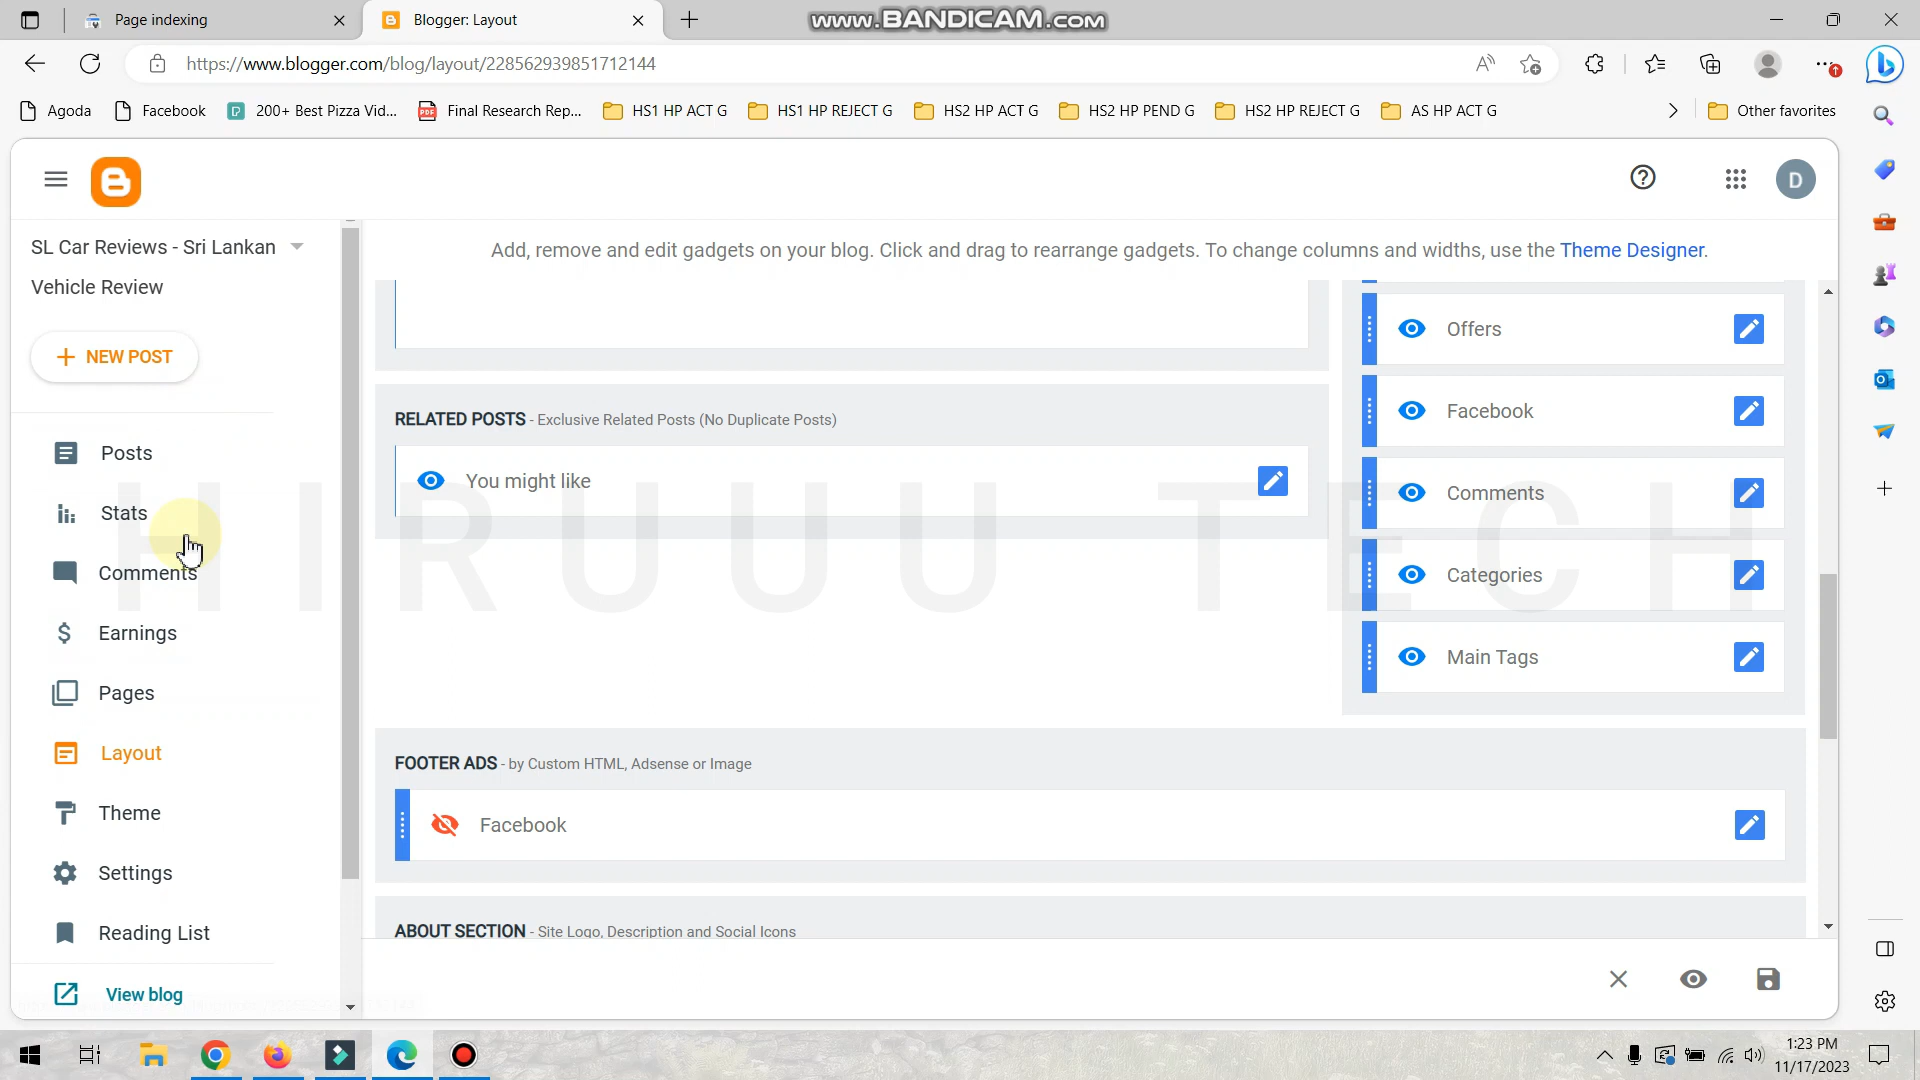 Page indexing
Blogger: Layout
www.BANDICAM.com
https://www.blogger.com/blog/layout/228562939851712144
Agoda
Facebook
200+ Best Pizza Vid...
Final Research Rep...
HS1 HP ACT G
HS1 HP REJECT G
HS2 HP ACT G
HS2 HP PEND G
HS2 HP REJECT G
AS HP ACT G
Other favorites
D
SL Car Reviews - Sri Lankan
Vehicle Review
NEW POST
Posts
Stats
Comments
Earnings
Pages
Layout
Theme
Settings
Reading List
View blog
Add, remove and edit gadgets on your blog. Click and drag to rearrange gadgets. To change columns and widths, use the Theme Designer.
RELATED POSTS - Exclusive Related Posts (No Duplicate Posts)
You might like
Offers
Facebook
Comments
Categories
Main Tags
HIRUUU TECH
FOOTER ADS - by Custom HTML, Adsense or Image
Facebook
ABOUT SECTION - Site Logo, Description and Social Icons
1:23 PM
11/17/2023